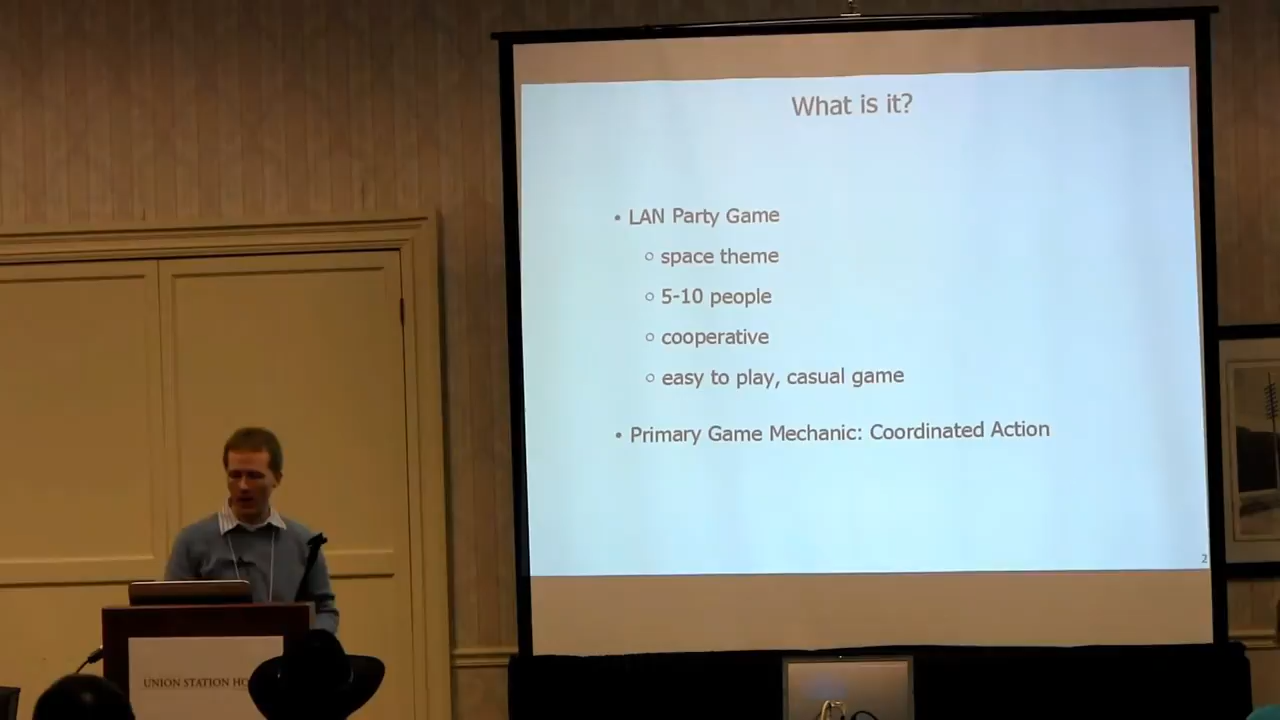 What is it?
• LAN Party Game
○ space theme
○ 5-10 people
○ cooperative
○ easy to play, casual game
• Primary Game Mechanic: Coordinated Action
2
UNION STATION HO